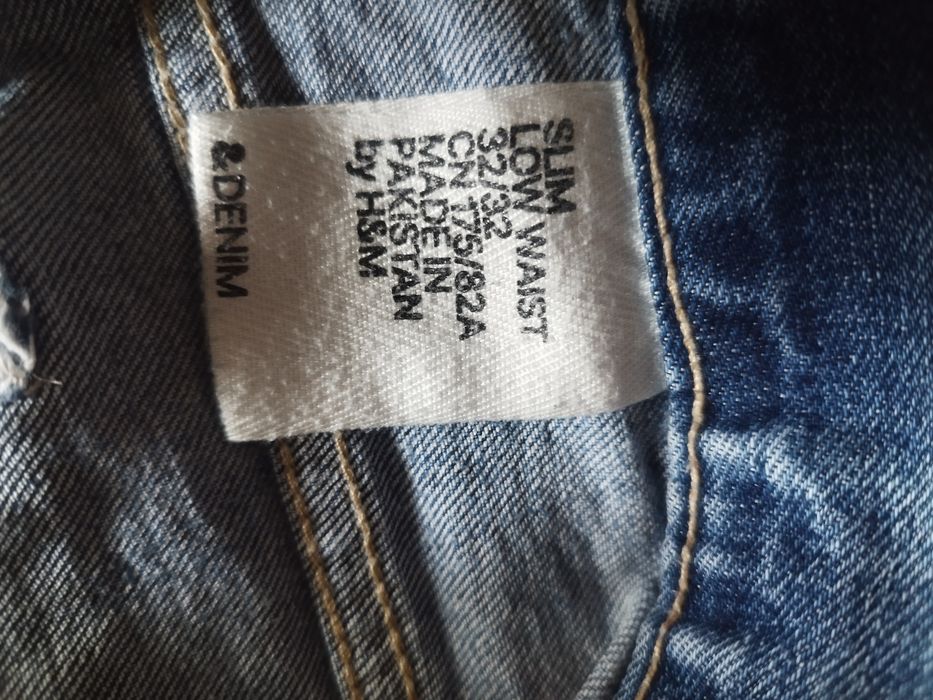 SLIM
LOW WAIST
32/32
CN 175/82A
MADE IN
PAKISTAN
by H&M
&DENIM